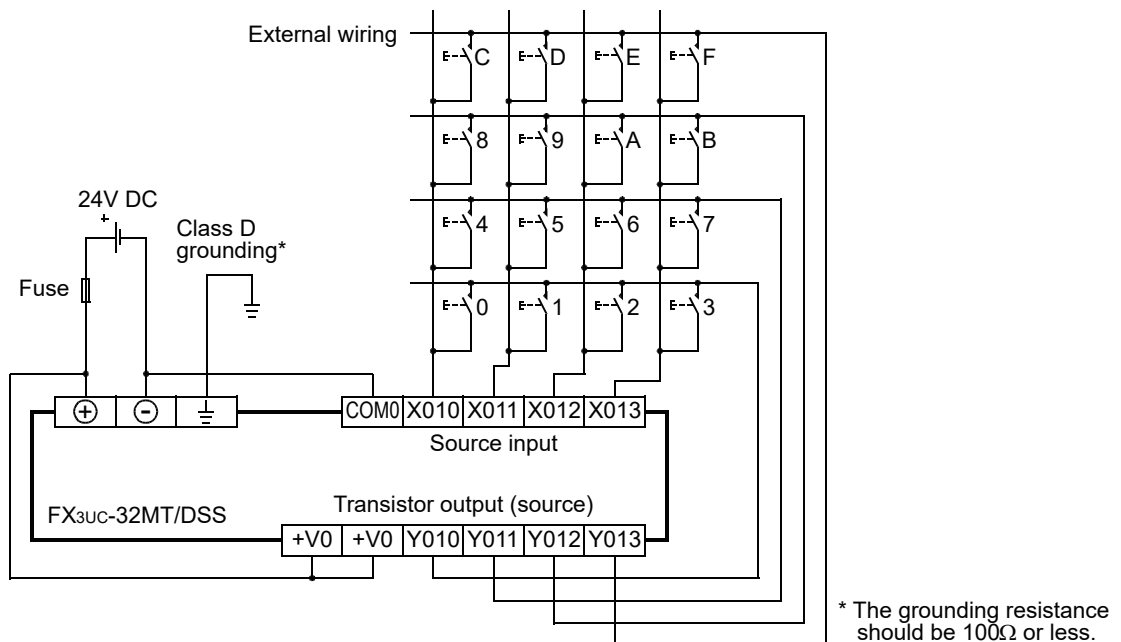 External wiring
C D E F
8 9 A B
24V DC
+
Class D
grounding*
4 5 6 7
Fuse
0 1 2 3
+ - COM0 X010 X011 X012 X013
Source input
Transistor output (source)
FX3UC-32MT/DSS
+V0 +V0 Y010 Y011 Y012 Y013
* The grounding resistance
should be 100Ω or less.